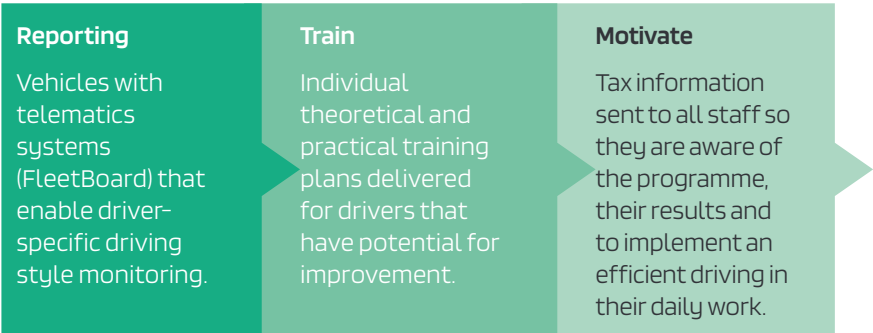 Reporting
Vehicles with
telematics
systems
(FleetBoard) that
enable driver-
specific driving
style monitoring.
Train
Individual
theoretical and
practical training
plans delivered
for drivers that
have potential for
improvement.
Motivate
Tax information
sent to all staff so
they are aware of
the programme,
their results and
to implement an
efficient driving in
their daily work.